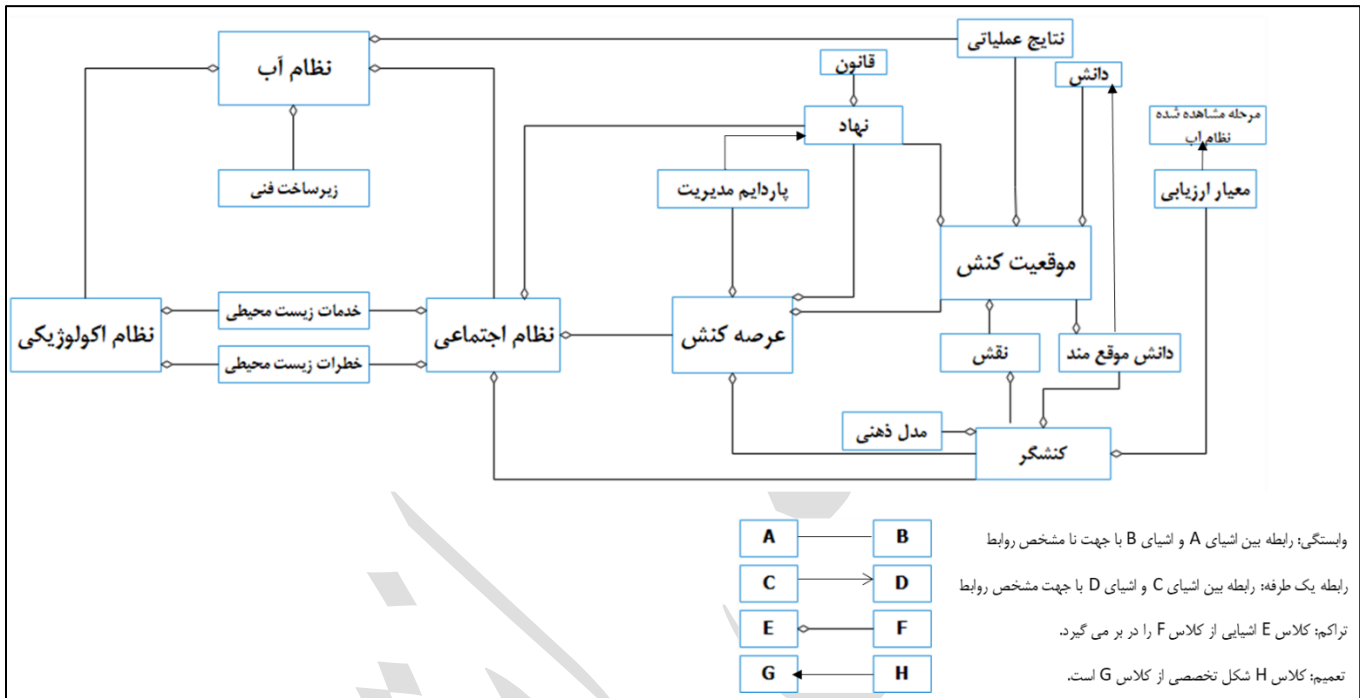 نتایج عملیاتی
نظام آب
قانون
دانش
نهاد
مرحله مشاهده شده
نظام آب
زیرساخت فنی
پاردایم مدیریت
معیار ارزیابی
موقعیت کنش
خدمات زیست محیطی
نظام اکولوژیکی
نظام اجتماعی
عرصه کنش
خطرات زیست محیطی
نقش
دانش موقع مند
مدل ذهنی
کنشگر
A B
وابستگی: رابطه بین اشیای A و اشیای B با جهت نا مشخص روابط
C D
رابطه یک طرفه: رابطه بین اشیای C و اشیای D با جهت مشخص روابط
E F
تراکم: کلاس E اشیایی از کلاس F را در بر می گیرد.
G H
تعمیم: کلاس H شکل تخصصی از کلاس G است.